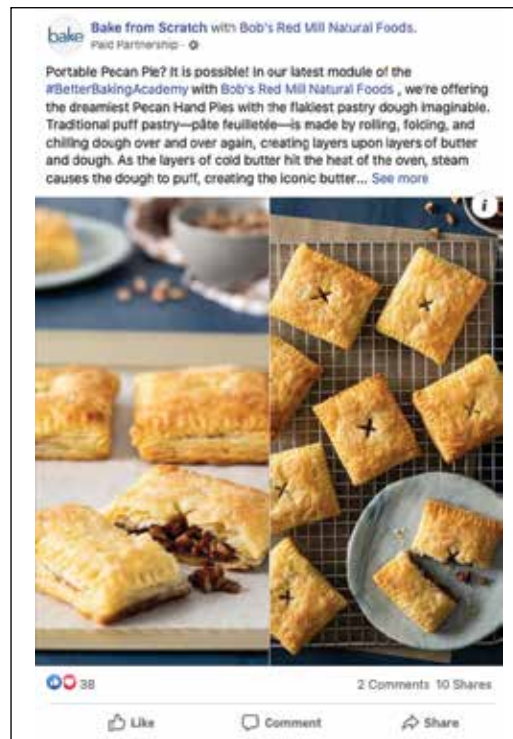 bake
Bake from Scratch with Bob's Red Mill Natural Foods.
Paid Partnership ·
Portable Pecan Pie? It is possible! In our latest module of the
#BetterBakingAcademy with Bob's Red Mill Natural Foods , we're offering
the dreamiest Pecan Hand Pies with the flakiest pastry dough imaginable.
Traditional puff pastry—pâte feuilletée—is made by rolling, folding, and
chilling dough over and over again, creating layers upon layers of butter
and dough. As the layers of cold butter hit the heat of the oven, steam
causes the dough to puff, creating the iconic butter... See more
i
38
2 Comments 10 Shares
Like
Comment
Share